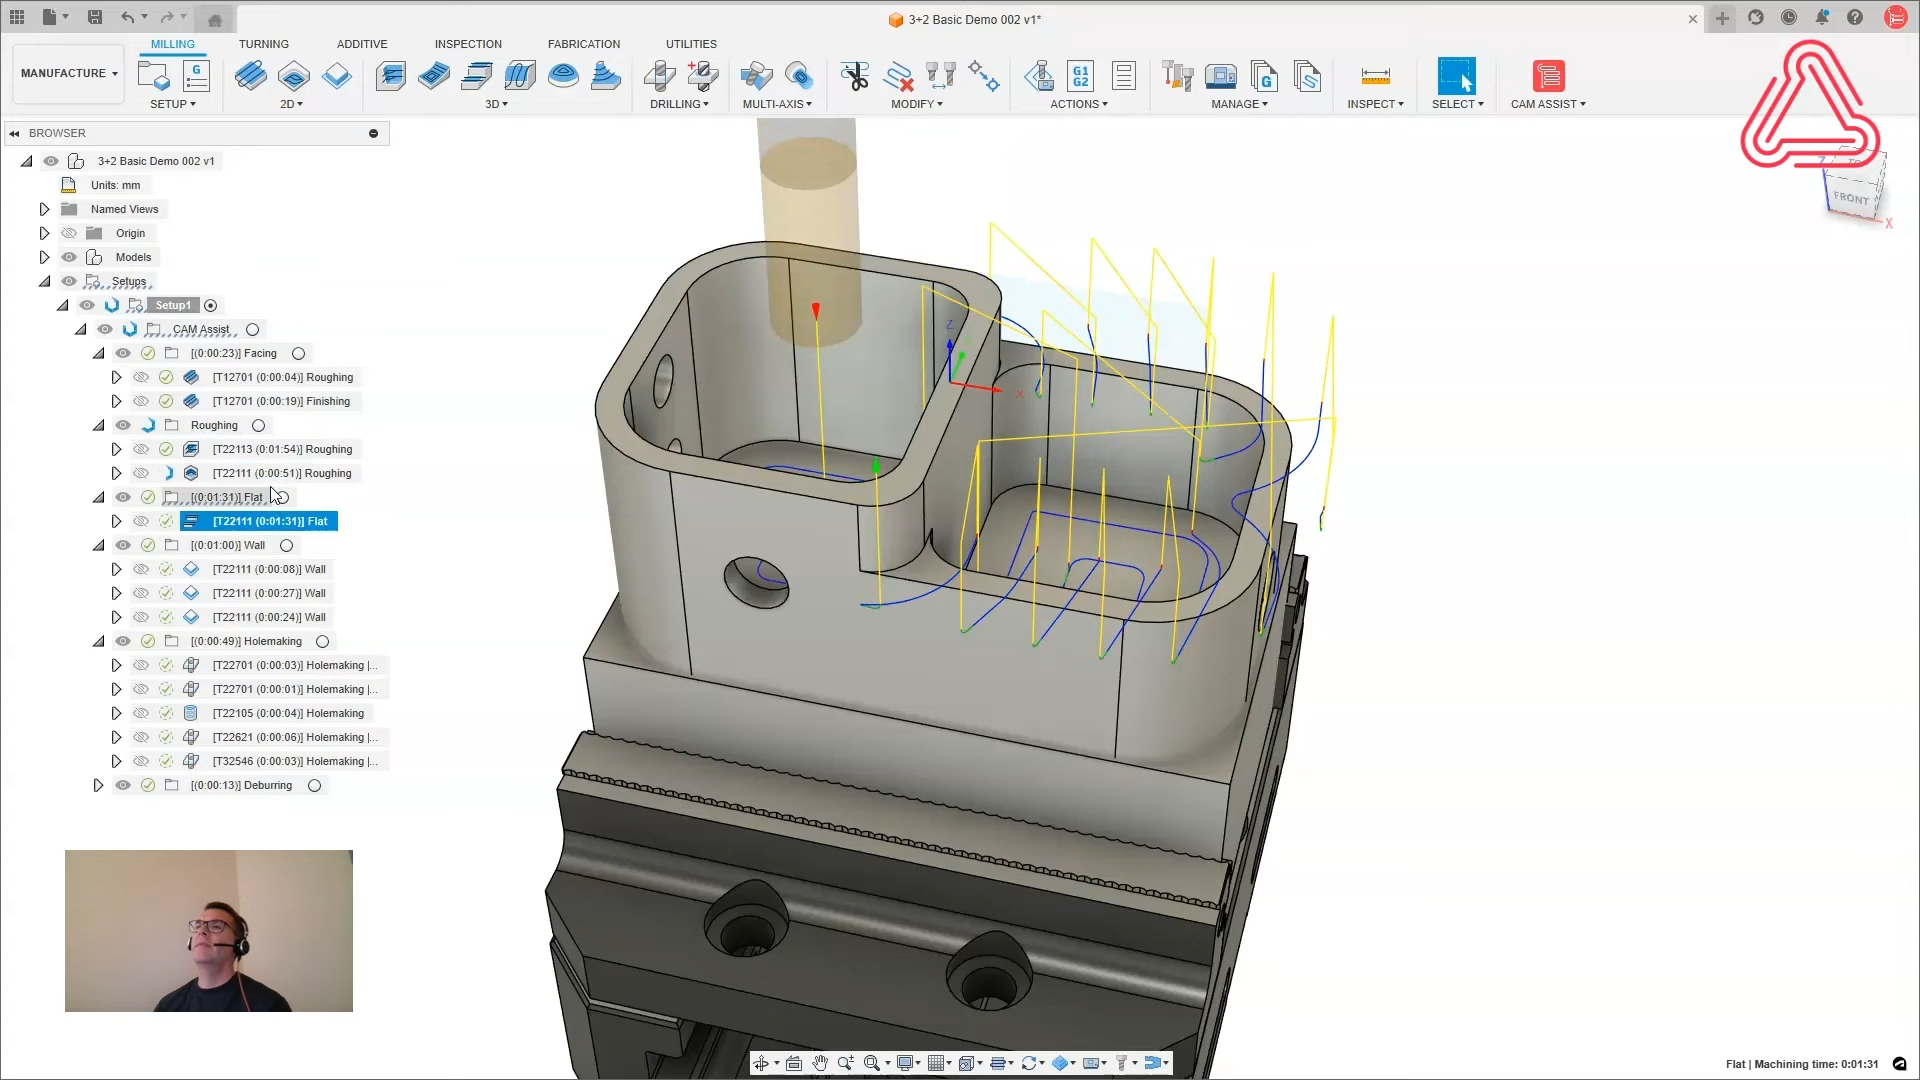 3+2 Basic Demo 002 v1*
MANUFACTURE
MILLING
TURNING
ADDITIVE
INSPECTION
FABRICATION
UTILITIES
G
G1
G2
G
SETUP
2D
3D
DRILLING
MULTI-AXIS
MODIFY
ACTIONS
MANAGE
INSPECT
SELECT
CAM ASSIST
BROWSER
3+2 Basic Demo 002 v1
Units: mm
Named Views
Origin
Models
Setups
Setup1
CAM Assist
[(0:00:23)] Facing
[T12701 (0:00:04)] Roughing
[T12701 (0:00:19)] Finishing
Roughing
[T22113 (0:01:54)] Roughing
[T22111 (0:00:51)] Roughing
[(0:01:31)] Flat
[T22111 (0:01:31)] Flat
[(0:01:00)] Wall
[T22111 (0:00:08)] Wall
[T22111 (0:00:27)] Wall
[T22111 (0:00:24)] Wall
[(0:00:49)] Holemaking
[T22701 (0:00:03)] Holemaking |...
[T22701 (0:00:01)] Holemaking |...
[T22105 (0:00:04)] Holemaking
[T22621 (0:00:06)] Holemaking |...
[T32546 (0:00:03)] Holemaking |...
[(0:00:13)] Deburring
Z
X
Z
FRONT
X
Flat | Machining time: 0:01:31